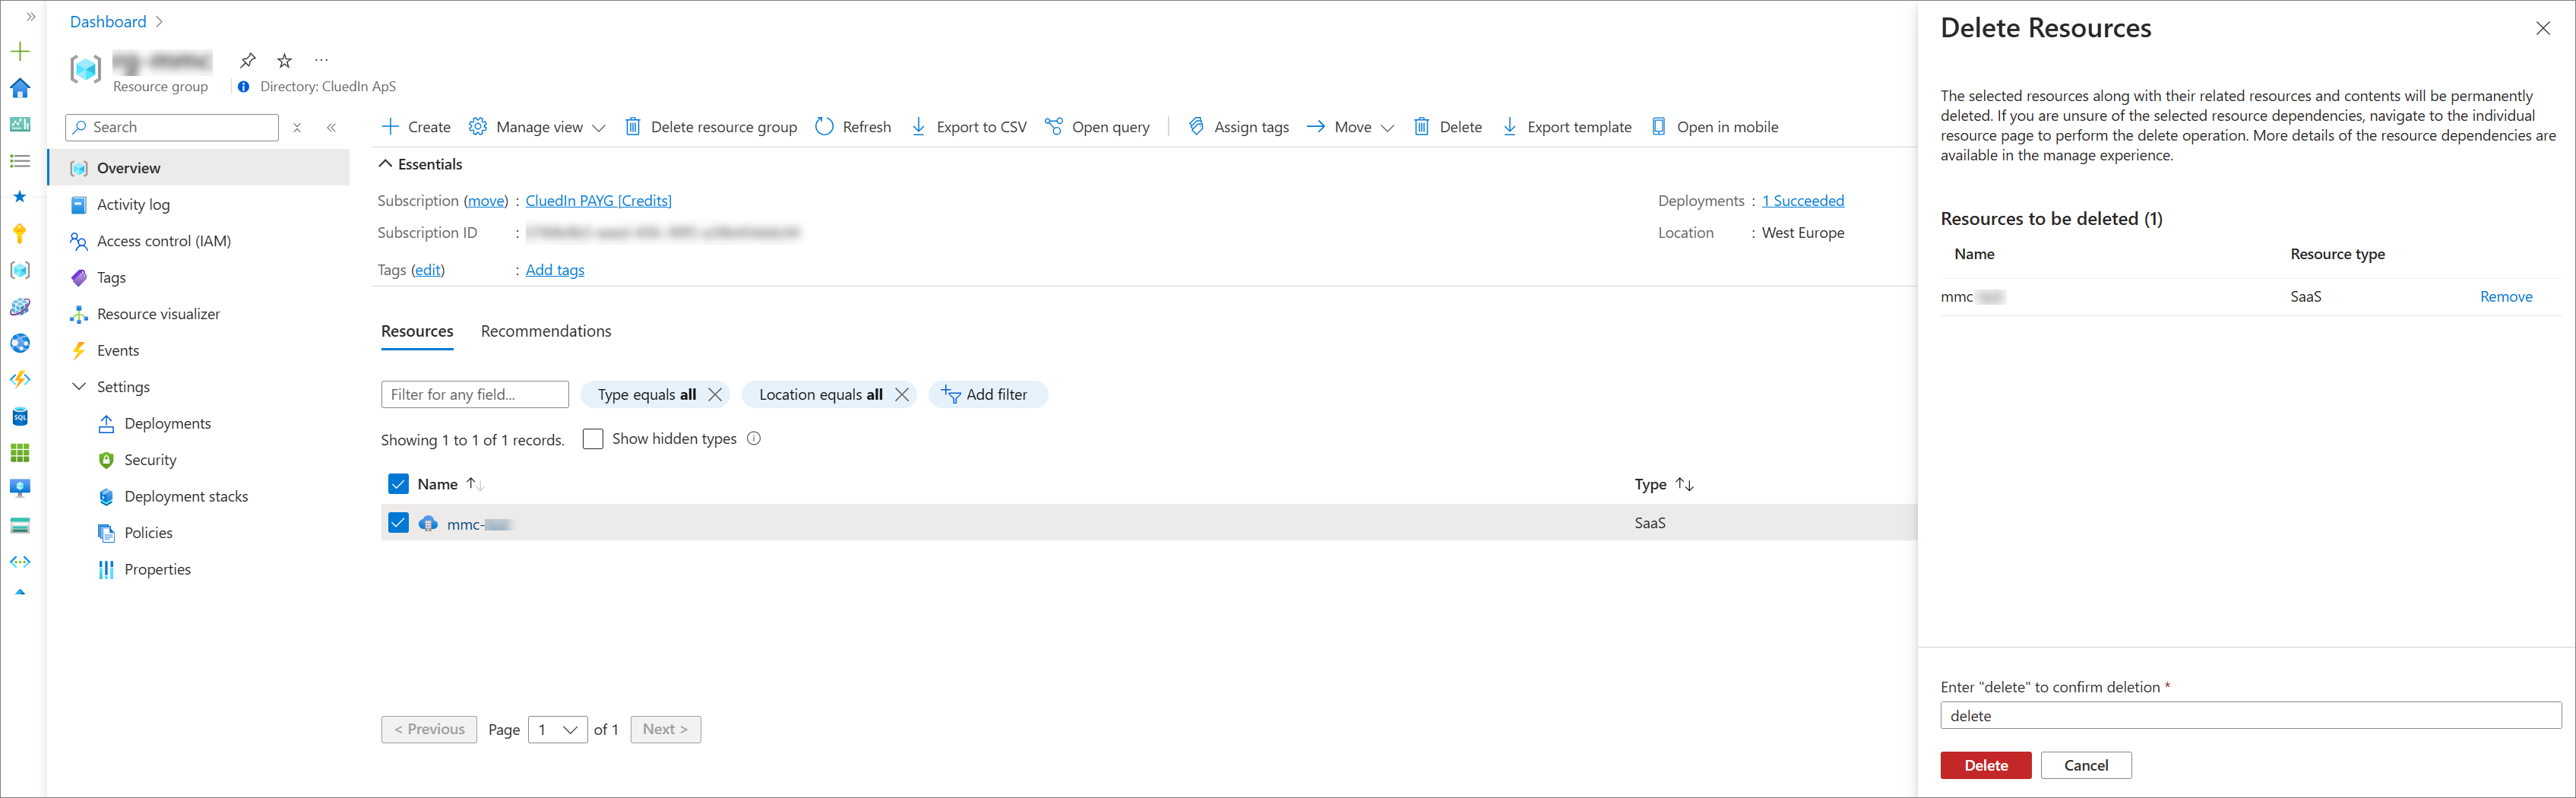 Dashboard >
Resource group
Directory: CluedIn ApS
Search
Create
Manage view
Delete resource group
Refresh
Export to CSV
Open query
Assign tags
Move
Delete
Export template
Open in mobile
Overview
Activity log
Access control (IAM)
Tags
Resource visualizer
Events
Settings
Deployments
Security
Deployment stacks
Policies
Properties
Essentials
Subscription (move) : CluedIn PAYG [Credits]
Subscription ID :
Tags (edit) : Add tags
Deployments : 1 Succeeded
Location : West Europe
Resources
Recommendations
Filter for any field...
Type equals all
Location equals all
Add filter
Showing 1 to 1 of 1 records.
Show hidden types
Name
Type
mmc-
SaaS
< Previous
Page 1 of 1
Next >
Delete Resources
The selected resources along with their related resources and contents will be permanently
deleted. If you are unsure of the selected resource dependencies, navigate to the individual
resource page to perform the delete operation. More details of the resource dependencies are
available in the manage experience.
Resources to be deleted (1)
Name
Resource type
mmc
SaaS
Remove
Enter "delete" to confirm deletion *
delete
Delete
Cancel